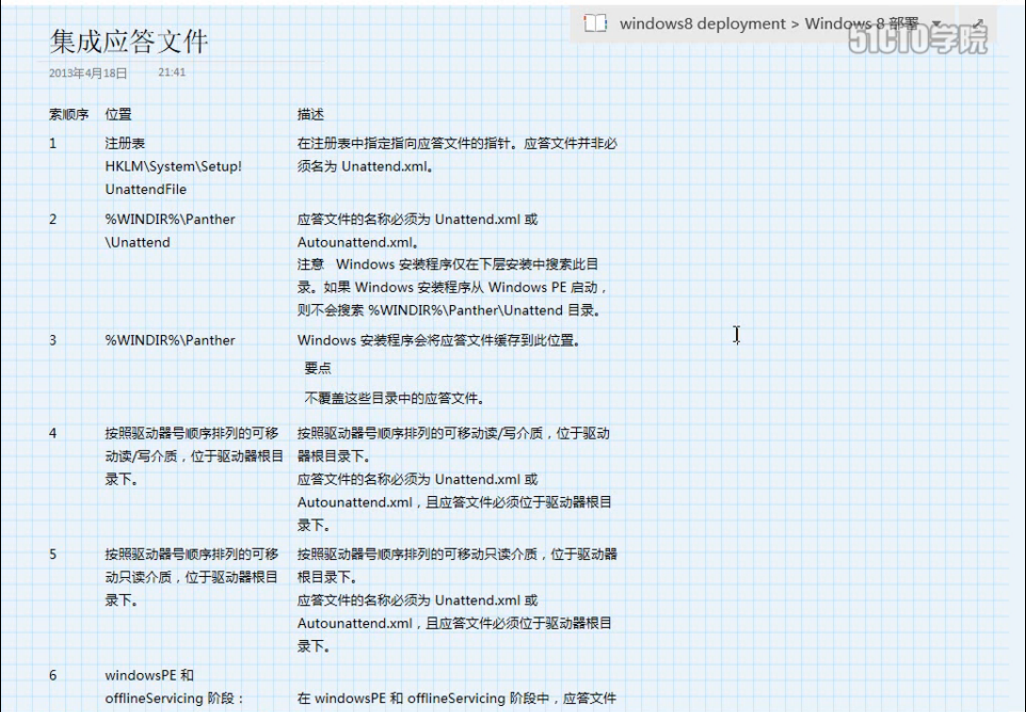 windows8 deployment > Windows 8 部署
51CTO学院
集成应答文件
2013年4月18日 21:41
索顺序 位置 描述
1 注册表 在注册表中指定指向应答文件的指针。应答文件并非必
HKLM\System\Setup! 须名为 Unattend.xml。
UnattendFile
2 %WINDIR%\Panther 应答文件的名称必须为 Unattend.xml 或
\Unattend Autounattend.xml。
注意 Windows 安装程序仅在下层安装中搜索此目
录。如果 Windows 安装程序从 Windows PE 启动，
则不会搜索 %WINDIR%\Panther\Unattend 目录。
3 %WINDIR%\Panther Windows 安装程序会将应答文件缓存到此位置。
要点
不覆盖这些目录中的应答文件。
4 按照驱动器号顺序排列的可移 按照驱动器号顺序排列的可移动读/写介质，位于驱动
动读/写介质，位于驱动器根目 器根目录下。
录下。 应答文件的名称必须为 Unattend.xml 或
Autounattend.xml，且应答文件必须位于驱动器根目
录下。
5 按照驱动器号顺序排列的可移 按照驱动器号顺序排列的可移动只读介质，位于驱动器
动只读介质，位于驱动器根目 根目录下。
录下。 应答文件的名称必须为 Unattend.xml 或
Autounattend.xml，且应答文件必须位于驱动器根目
录下。
6 windowsPE 和
offlineServicing 阶段： 在 windowsPE 和 offlineServicing 阶段中，应答文件